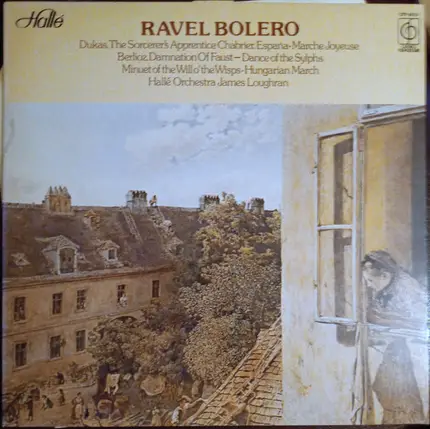 Hallé
RAVEL BOLERO
Dukas, The Sorcerer's Apprentice Chabrier, España-Marche Joyeuse
Berlioz, Damnation Of Faust – Dance of the Sylphs
Minuet of the Will o' the Wisps-Hungarian March
Hallé Orchestra James Loughran